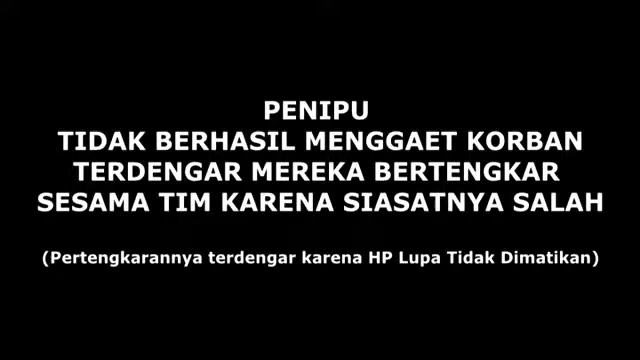 PENIPU
TIDAK BERHASIL MENGGAET KORBAN
TERDENGAR MEREKA BERTENGKAR
SESAMA TIM KARENA SIASATNYA SALAH
(Pertengkarannya terdengar karena HP Lupa Tidak Dimatikan)